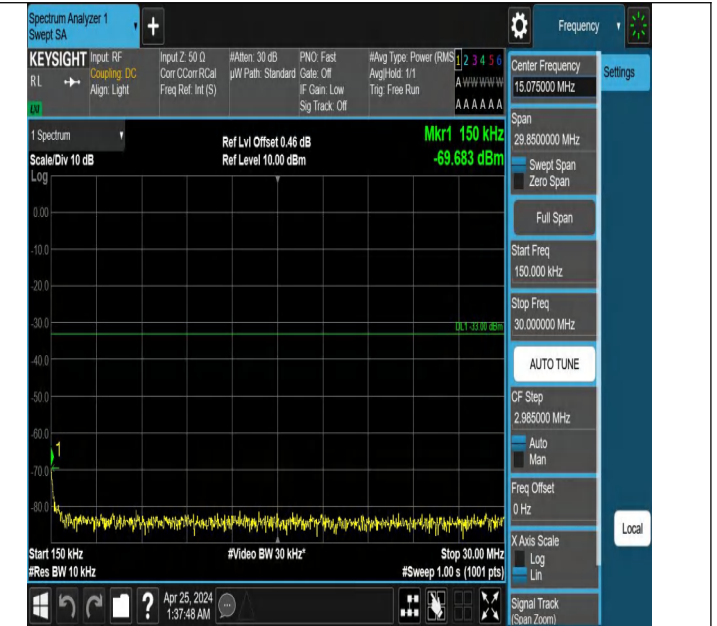 Spectrum Analyzer 1
Swept SA
+
Frequency
KEYSIGHT
RL
LXI
Input: RF
Coupling: DC
Align: Light
Input Z: 50 Ω
Corr CCorr RCal
Freq Ref: Int (S)
#Atten: 30 dB
µW Path: Standard
PNO: Fast
Gate: Off
IF Gain: Low
Sig Track: Off
#Avg Type: Power (RMS
Avg|Hold: 1/1
Trig: Free Run
1 2 3 4 5 6
A W W W W W
A A A A A A
Center Frequency
15.075000 MHz
Settings
Span
29.8500000 MHz
Swept Span
Zero Span
Full Span
Start Freq
150.000 kHz
Stop Freq
30.000000 MHz
AUTO TUNE
CF Step
2.985000 MHz
Auto
Man
Freq Offset
0 Hz
X Axis Scale
Log
Lin
Signal Track
(Span Zoom)
Local
1 Spectrum
Scale/Div 10 dB
Log
Ref Lvl Offset 0.46 dB
Ref Level 10.00 dBm
Mkr1 150 kHz
-69.683 dBm
0.00
-10.0
-20.0
-30.0
DL1 -33.00 dBm
-40.0
-50.0
-60.0
1
-70.0
-80.0
Start 150 kHz
#Video BW 30 kHz*
Stop 30.00 MHz
#Res BW 10 kHz
#Sweep 1.00 s (1001 pts)
?
Apr 25, 2024
1:37:48 AM